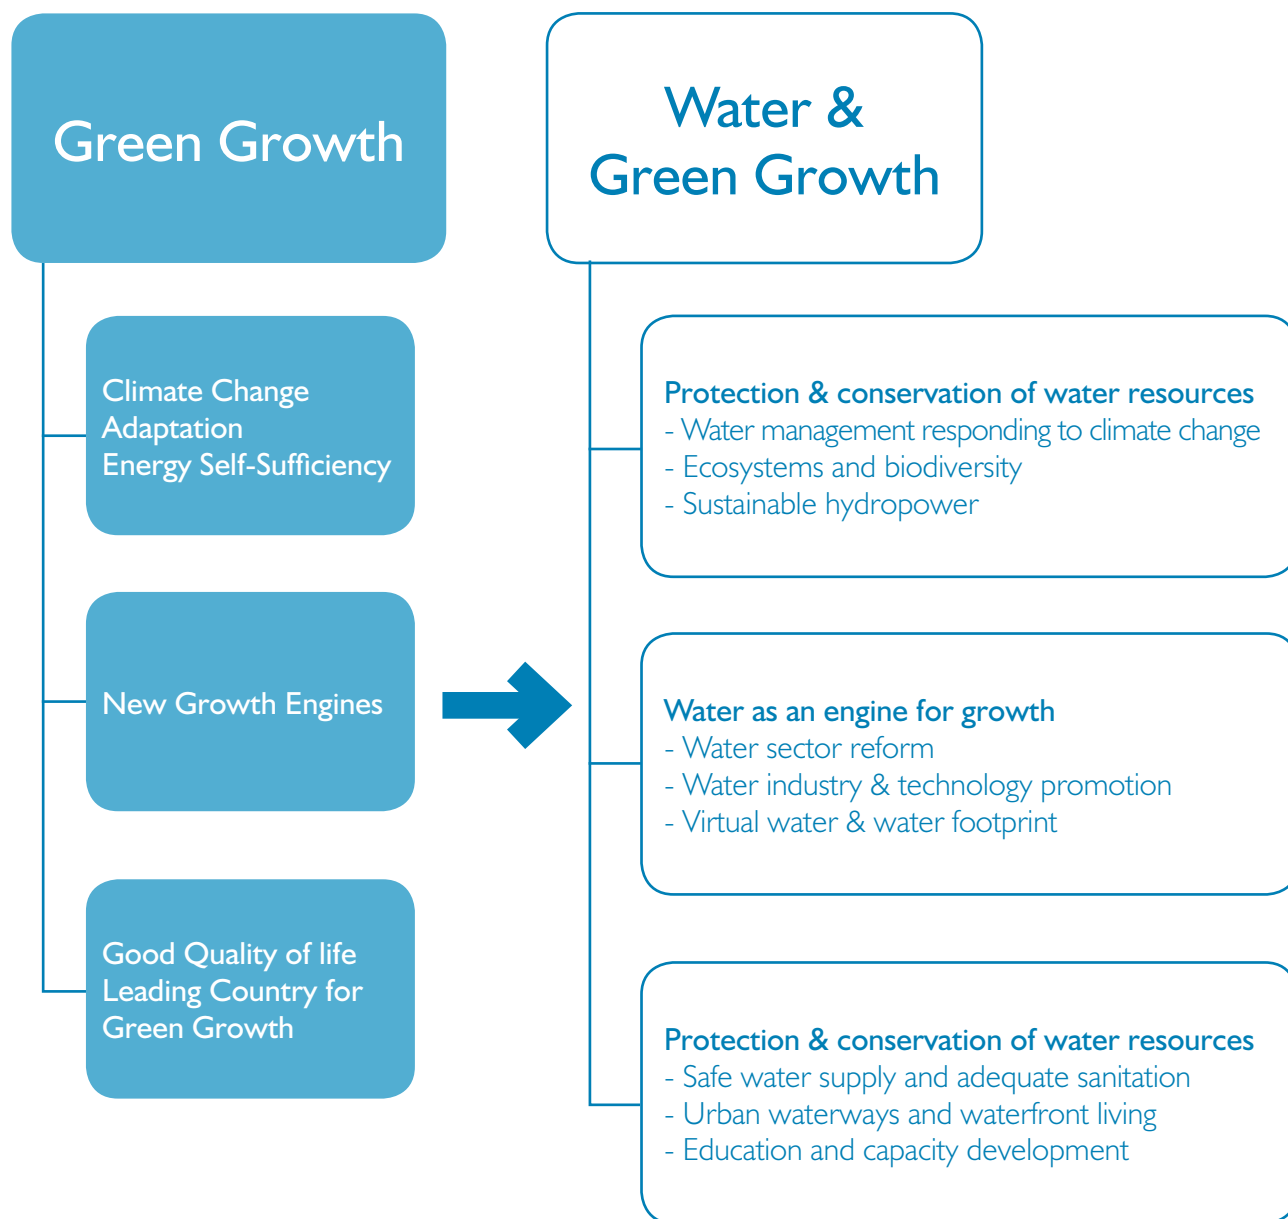 Green Growth
Climate Change
Adaptation
Energy Self-Sufficiency
New Growth Engines
Good Quality of life
Leading Country for
Green Growth
Water &
Green Growth
Protection & conservation of water resources
- Water management responding to climate change
- Ecosystems and biodiversity
- Sustainable hydropower
Water as an engine for growth
- Water sector reform
- Water industry & technology promotion
- Virtual water & water footprint
Protection & conservation of water resources
- Safe water supply and adequate sanitation
- Urban waterways and waterfront living
- Education and capacity development